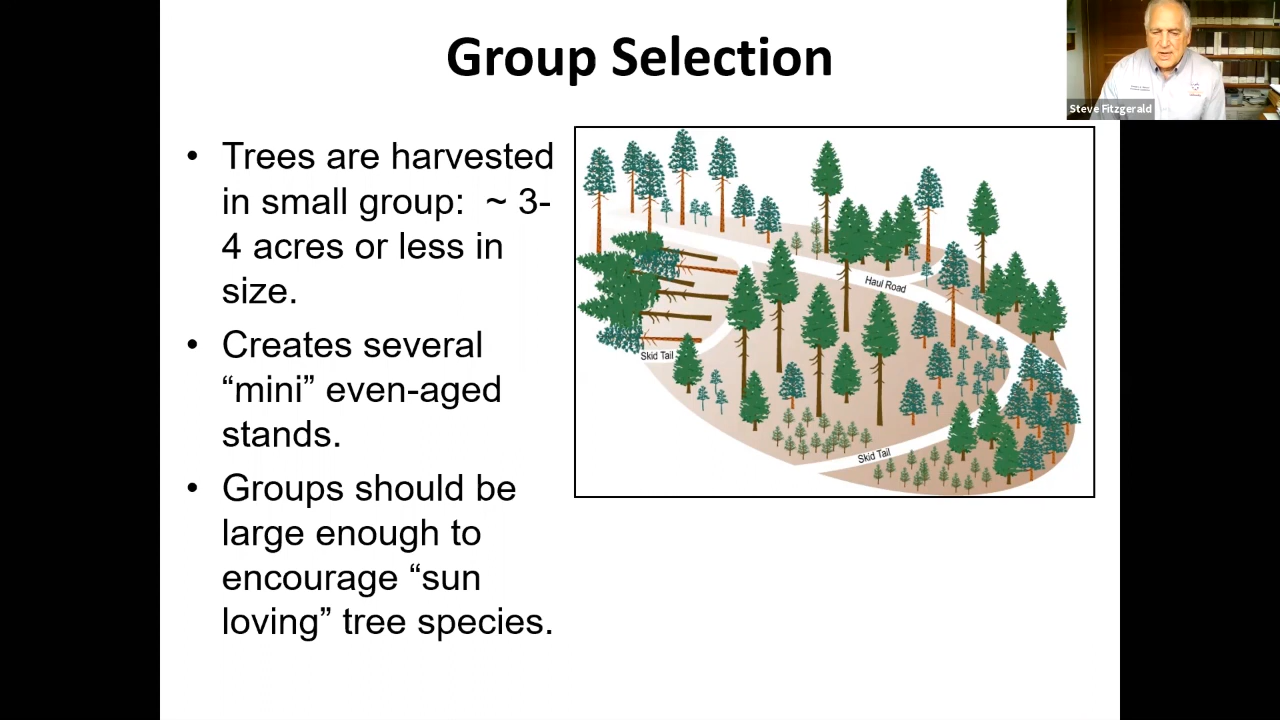 Group Selection
Steve Fitzgerald
• Trees are harvested
in small group:  ~ 3-
4 acres or less in
size.
• Creates several
“mini” even-aged
stands.
• Groups should be
large enough to
encourage “sun
loving” tree species.
Haul Road
Skid Tail
Skid Tail